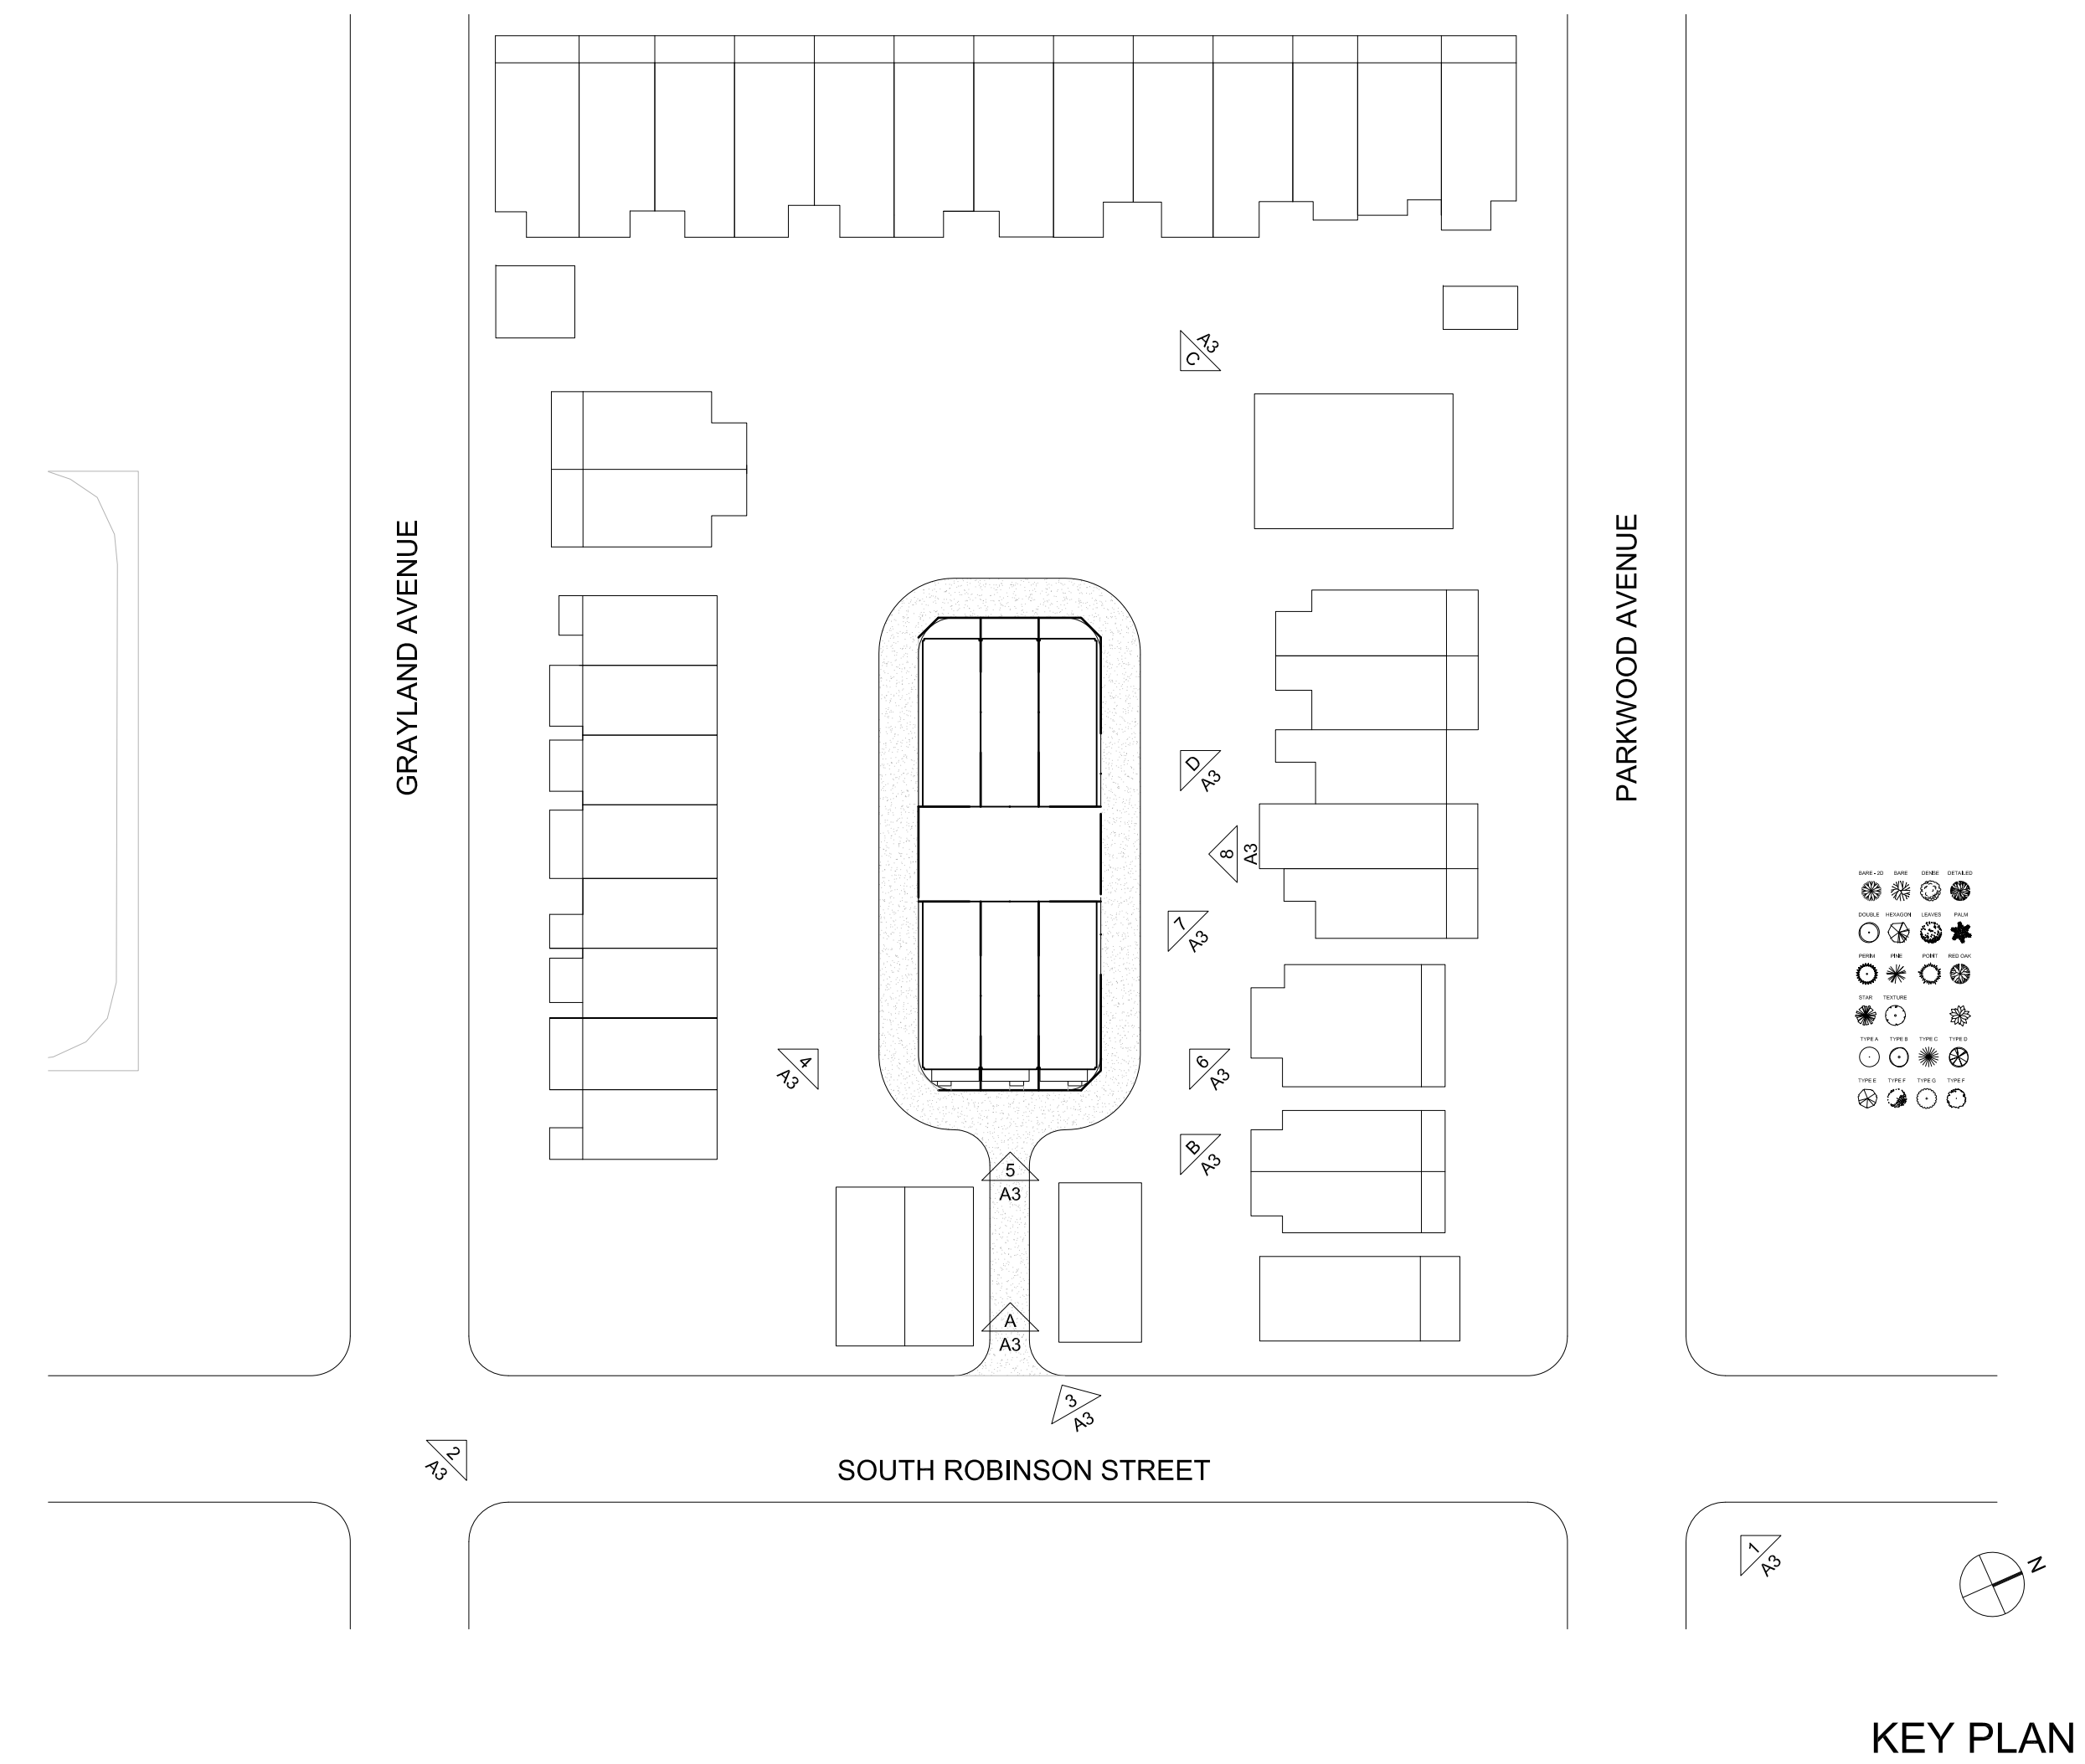 C
A3
GRAYLAND AVENUE
PARKWOOD AVENUE
D
A3
8
A3
7
A3
4
A3
6
A3
B
A3
5
A3
A
A3
3
A3
2
A3
SOUTH ROBINSON STREET
1
A3
BARE - 2D BARE DENSE DETAILED
DOUBLE HEXAGON LEAVES PALM
PERIM PINE POINT RED OAK
STAR TEXTURE
TYPE A TYPE B TYPE C TYPE D
TYPE E TYPE F TYPE G TYPE F
N
KEY PLAN